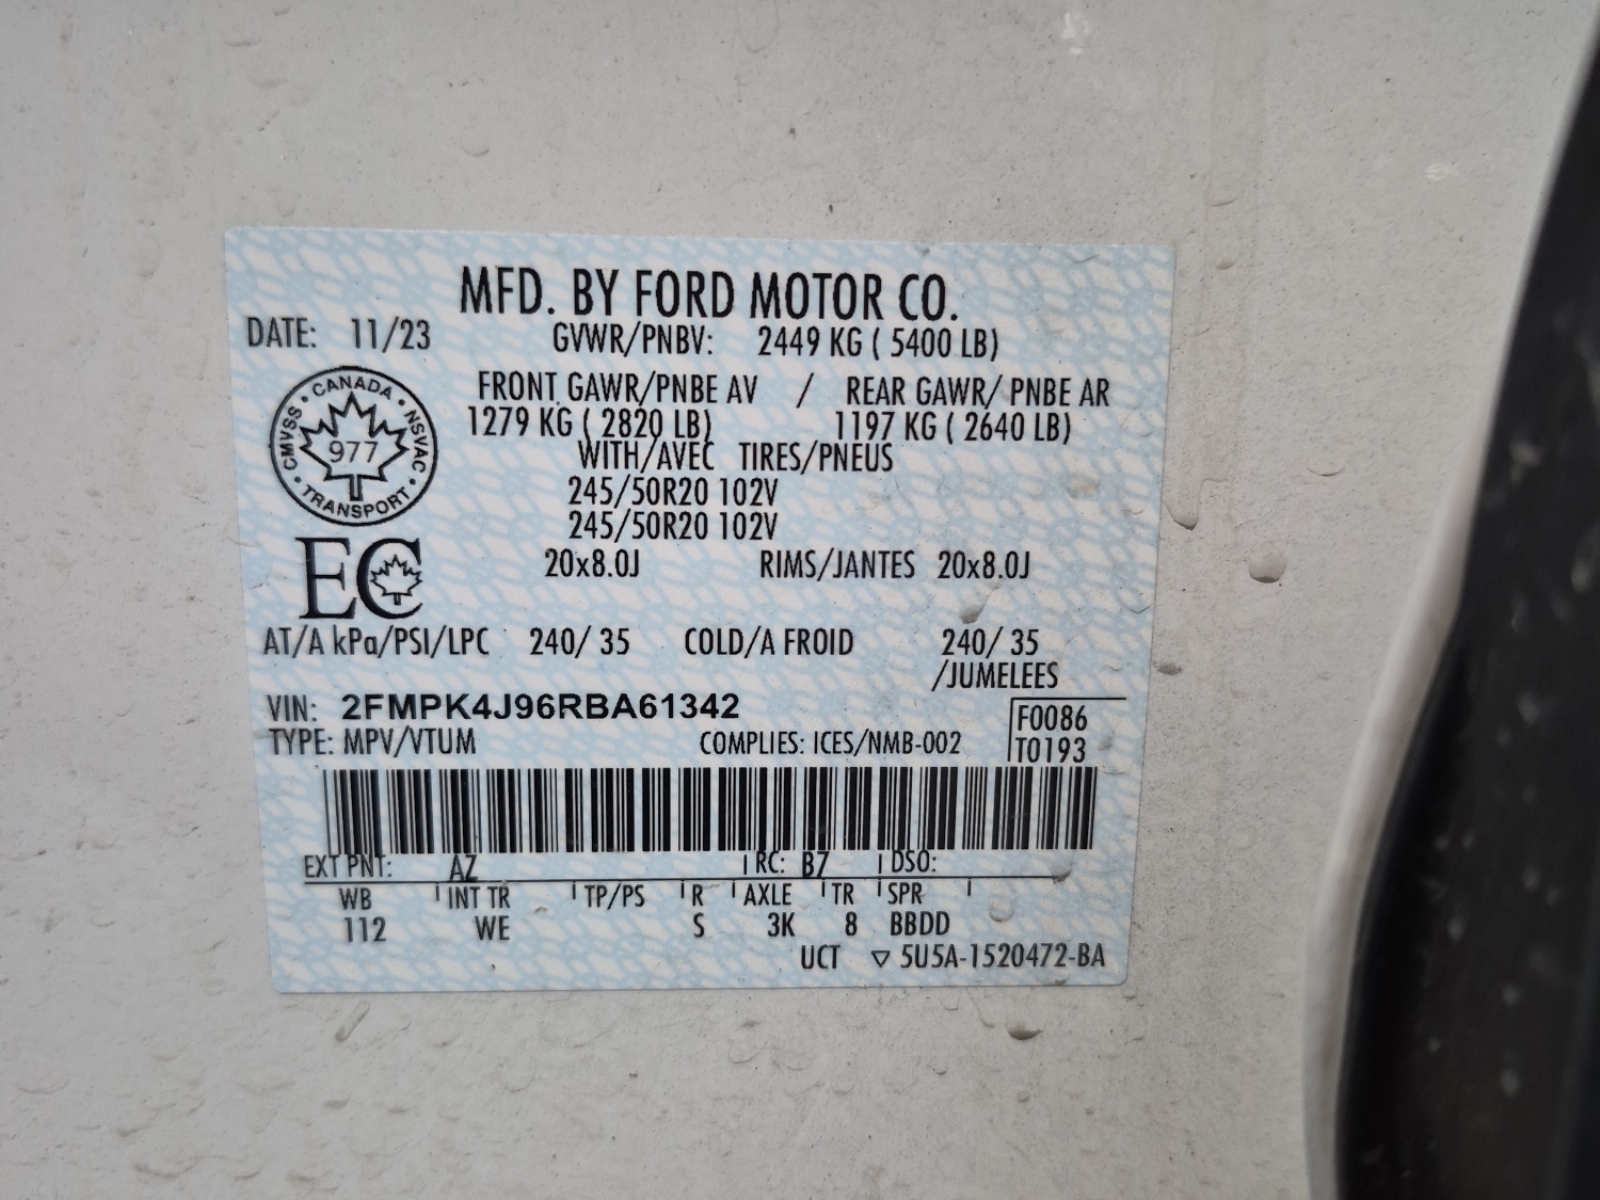 MFD. BY FORD MOTOR CO.
DATE: 11/23
GVWR/PNBV: 2449 KG ( 5400 LB)
FRONT GAWR/PNBE AV / REAR GAWR/ PNBE AR
1279 KG ( 2820 LB) 1197 KG ( 2640 LB)
WITH/AVEC TIRES/PNEUS
245/50R20 102V
245/50R20 102V
20x8.0J RIMS/JANTES 20x8.0J
CANADA • NSVAC • TRANSPORT • CMVSS •
977
EC
AT/A kPa/PSI/LPC 240/ 35 COLD/A FROID 240/ 35
/JUMELEES
VIN: 2FMPK4J96RBA61342
F0086
TYPE: MPV/VTUM COMPLIES: ICES/NMB-002 T0193
EXT PNT: AZ RC: B7 DSO:
WB INT TR TP/PS R AXLE TR SPR
112 WE S 3K 8 BBDD
UCT ▽ 5U5A-1520472-BA